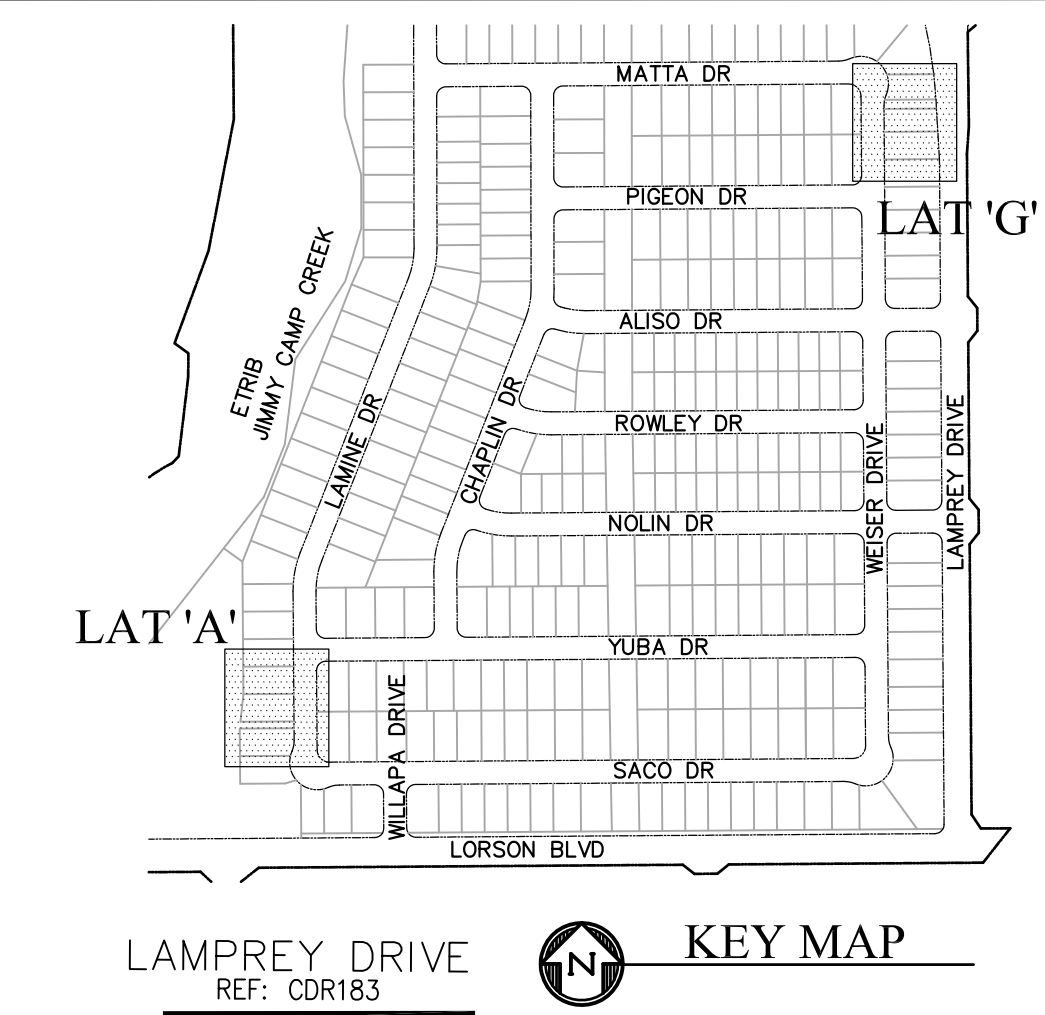 MATTA DR
PIGEON DR
LAT 'G'
ETRIB
JIMMY CAMP CREEK
ALISO DR
LAMINE DR
CHAPLIN DR
ROWLEY DR
WEISER DRIVE
LAMPREY DRIVE
NOLIN DR
LAT 'A'
YUBA DR
WILLAPA DRIVE
SACO DR
LORSON BLVD
LAMPREY DRIVE
REF: CDR183
N
KEY MAP